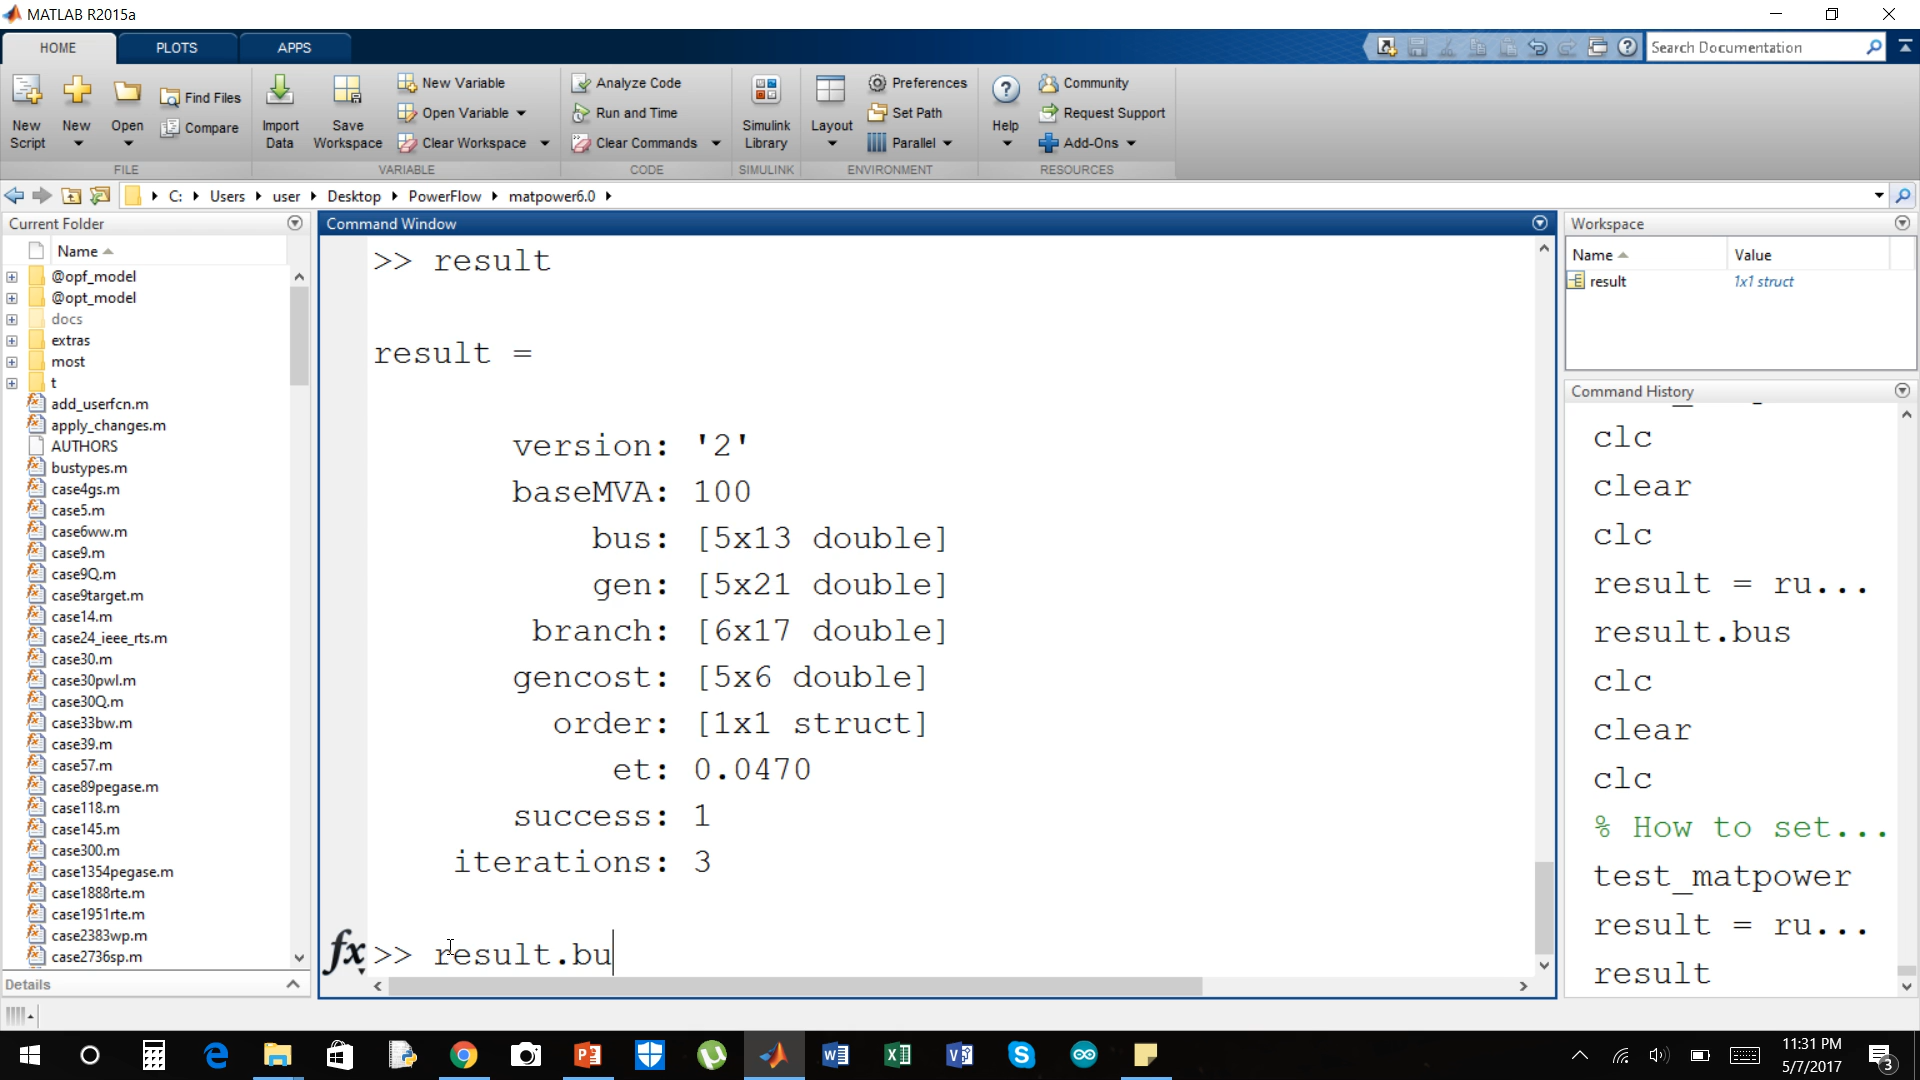 MATLAB R2015a
HOME PLOTS APPS
Search Documentation
New Script
New
Open
Find Files
Compare
FILE
Import Data
Save Workspace
New Variable
Open Variable
Clear Workspace
VARIABLE
Analyze Code
Run and Time
Clear Commands
CODE
Simulink Library
SIMULINK
Layout
Preferences
Set Path
Parallel
ENVIRONMENT
Help
Community
Request Support
Add-Ons
RESOURCES
C: Users user Desktop PowerFlow matpower6.0
Current Folder
Name
@opf_model
@opt_model
docs
extras
most
t
add_userfcn.m
apply_changes.m
AUTHORS
bustypes.m
case4gs.m
case5.m
case6ww.m
case9.m
case9Q.m
case9target.m
case14.m
case24_ieee_rts.m
case30.m
case30pwl.m
case30Q.m
case33bw.m
case39.m
case57.m
case89pegase.m
case118.m
case145.m
case300.m
case1354pegase.m
case1888rte.m
case1951rte.m
case2383wp.m
case2736sp.m
Details
Command Window
>> result
result =
version: '2'
baseMVA: 100
bus: [5x13 double]
gen: [5x21 double]
branch: [6x17 double]
gencost: [5x6 double]
order: [1x1 struct]
et: 0.0470
success: 1
iterations: 3
fx >> result.bu
Workspace
Name Value
result 1x1 struct
Command History
clc
clear
clc
result = ru...
result.bus
clc
clear
clc
% How to set...
test_matpower
result = ru...
result
11:31 PM
5/7/2017
3